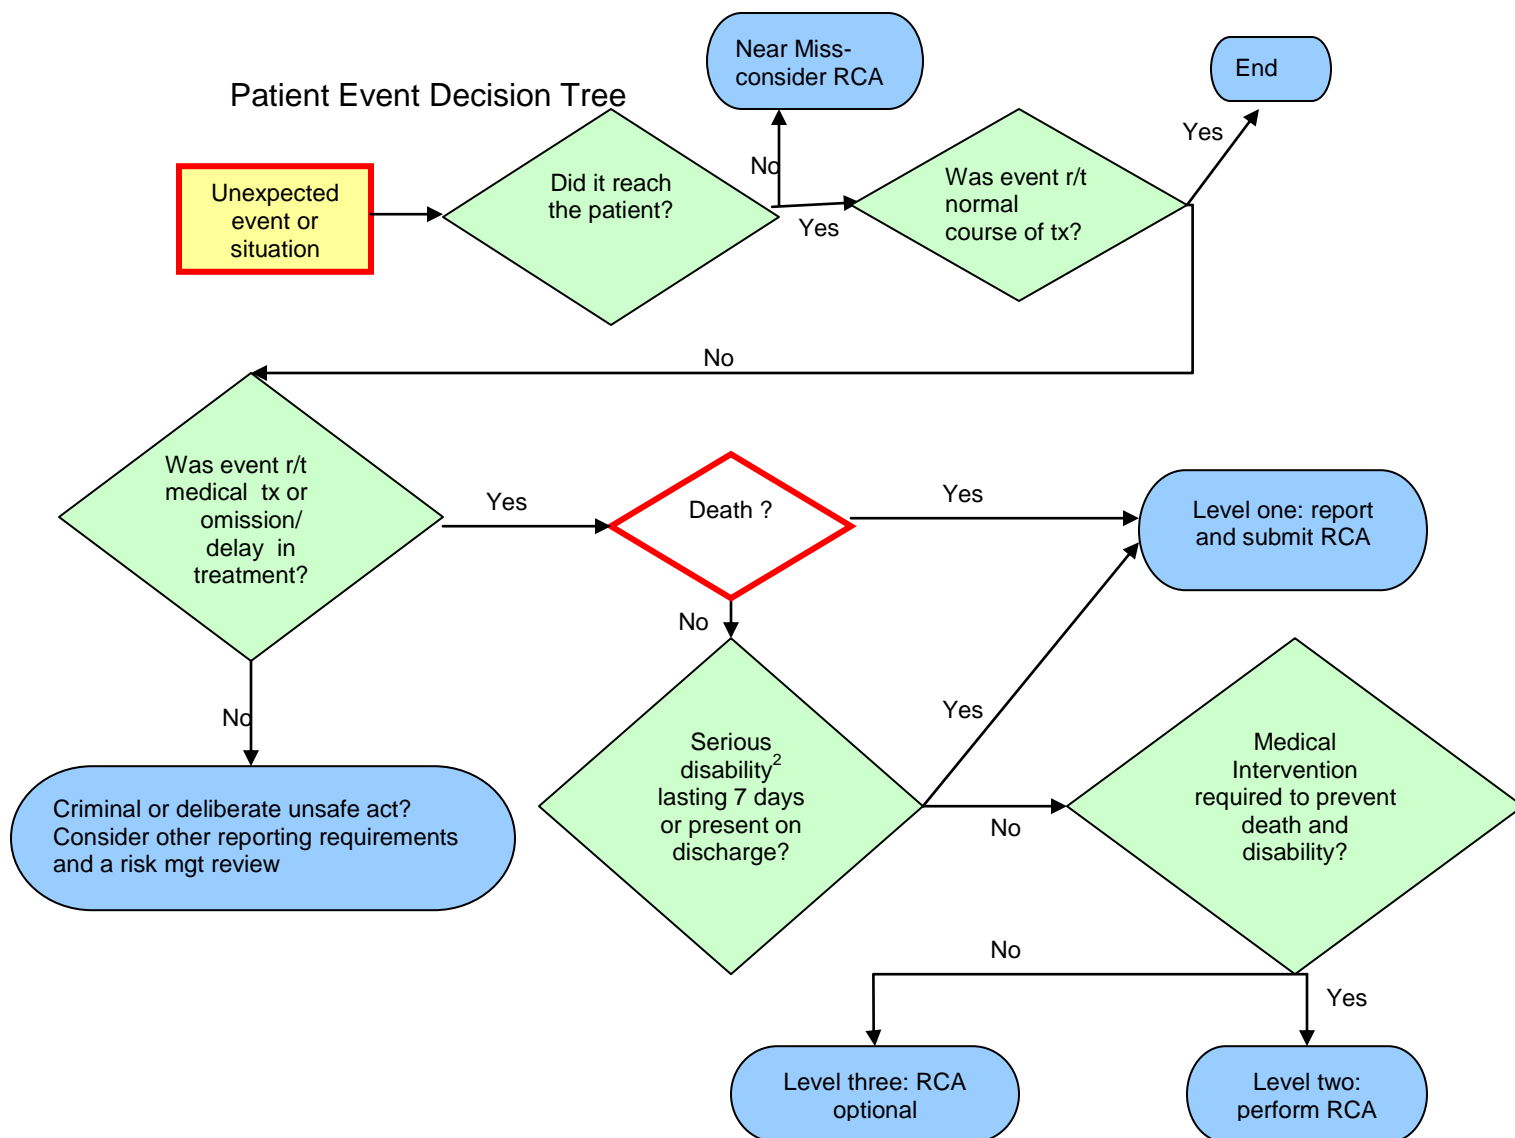 Patient Event Decision Tree
Near Miss-
consider RCA
End
Unexpected
event or
situation
Did it reach
the patient?
No
Yes
Was event r/t
normal
course of tx?
Yes
No
Was event r/t
medical tx or
omission/
delay in
treatment?
Yes
Death ?
Yes
Level one: report
and submit RCA
No
No
Criminal or deliberate unsafe act?
Consider other reporting requirements
and a risk mgt review
Serious
disability2
lasting 7 days
or present on
discharge?
Yes
No
Medical
Intervention
required to prevent
death and
disability?
No
Yes
Level three: RCA
optional
Level two:
perform RCA